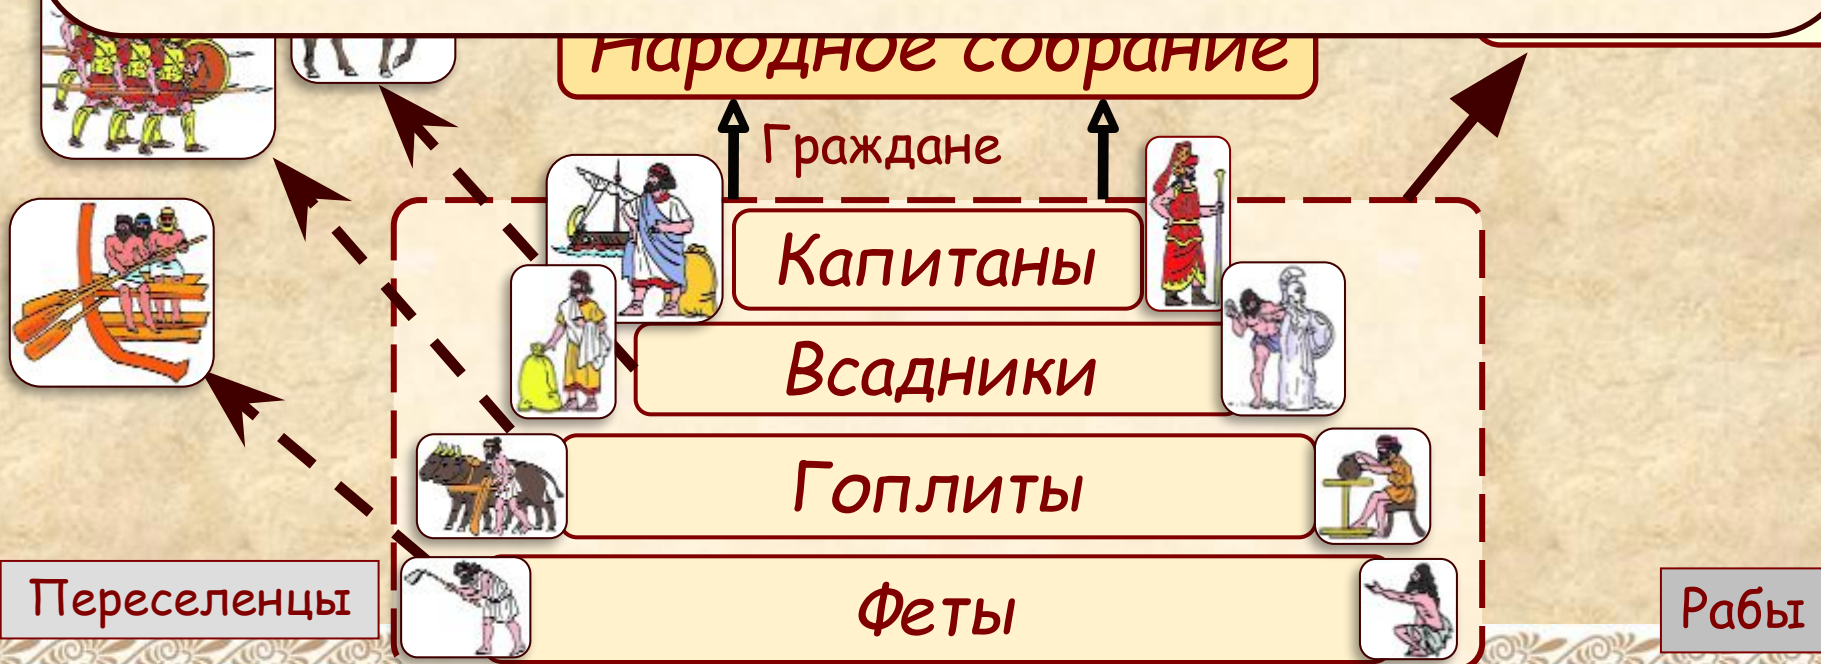 Народное собрание
Граждане
Капитаны
Всадники
Гоплиты
Феты
Переселенцы
Рабы